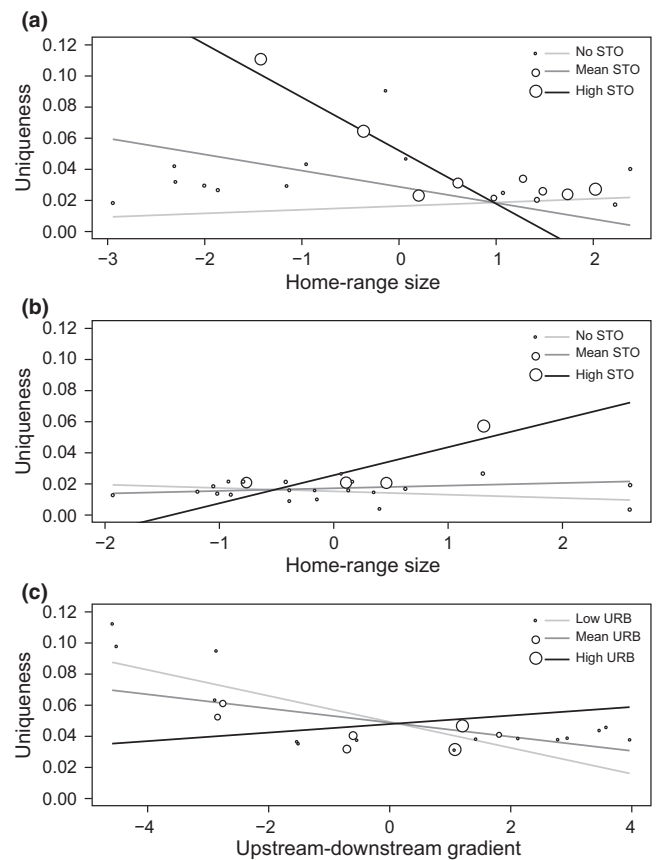 (a)
0.12
0.10
0.08
0.06
0.04
0.02
0.00
Uniqueness
No STO
Mean STO
High STO
−3 −2 −1 0 1 2
Home-range size
(b)
0.12
0.10
0.08
0.06
0.04
0.02
0.00
Uniqueness
No STO
Mean STO
High STO
−2 −1 0 1 2
Home-range size
(c)
0.12
0.10
0.08
0.06
0.04
0.02
0.00
Uniqueness
Low URB
Mean URB
High URB
−4 −2 0 2 4
Upstream-downstream gradient